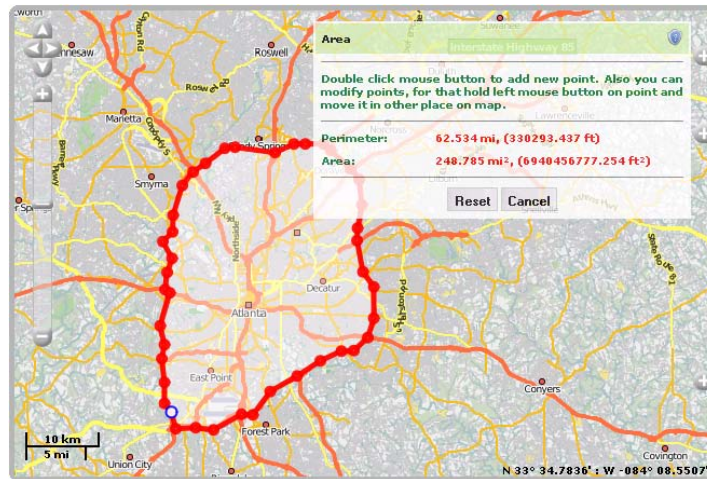 Area
Interstate Highway 85
Double click mouse button to add new point. Also you can
modify points, for that hold left mouse button on point and
move it in other place on map.
Perimeter: 62.534 mi, (330293.437 ft)
Area: 248.785 mi², (6940456777.254 ft²)
Reset Cancel
Roswell
Marietta
Smyrna
Norcross
Lawrenceville
Northside
Decatur
Atlanta
East Point
Forest Park
Union City
Conyers
Covington
10 km
5 mi
N 33° 34.7836' : W -084° 08.5507'